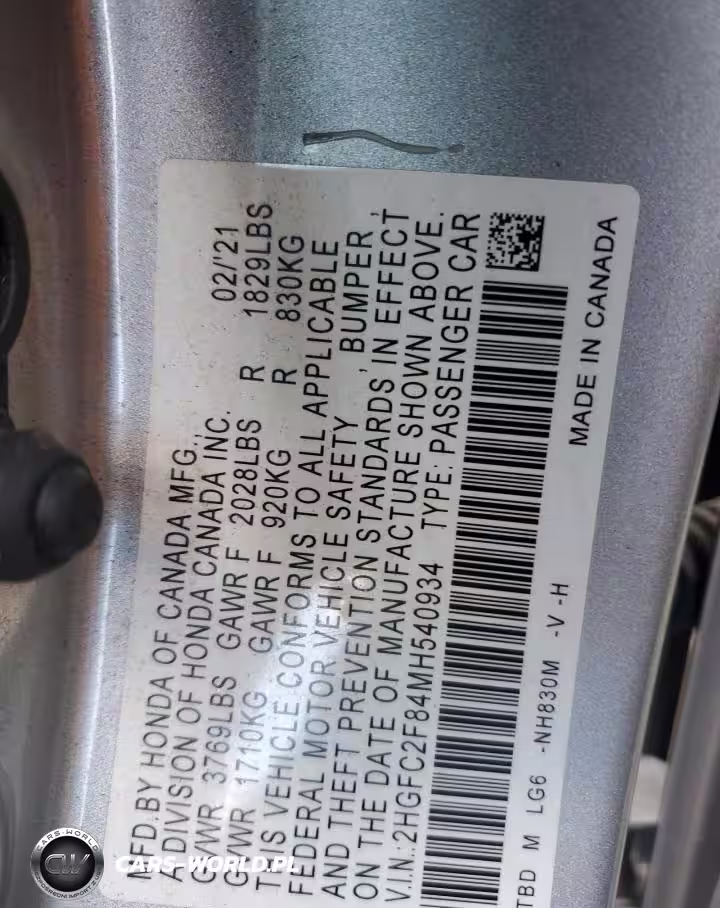 MFD.BY HONDA OF CANADA MFG.,
A DIVISION OF HONDA CANADA INC. 02/'21
GVWR 3769LBS GAWR F 2028LBS R 1829LBS
GVWR 1710KG GAWR F 920KG R 830KG
THIS VEHICLE CONFORMS TO ALL APPLICABLE
FEDERAL MOTOR VEHICLE SAFETY, BUMPER,
AND THEFT PREVENTION STANDARDS IN EFFECT
ON THE DATE OF MANUFACTURE SHOWN ABOVE.
V.I.N.: 2HGFC2F84MH540934 TYPE: PASSENGER CAR
TBD M LG6 -NH830M -V -H
MADE IN CANADA
CARS-WORLD.PL
CARS-WORLD
CW